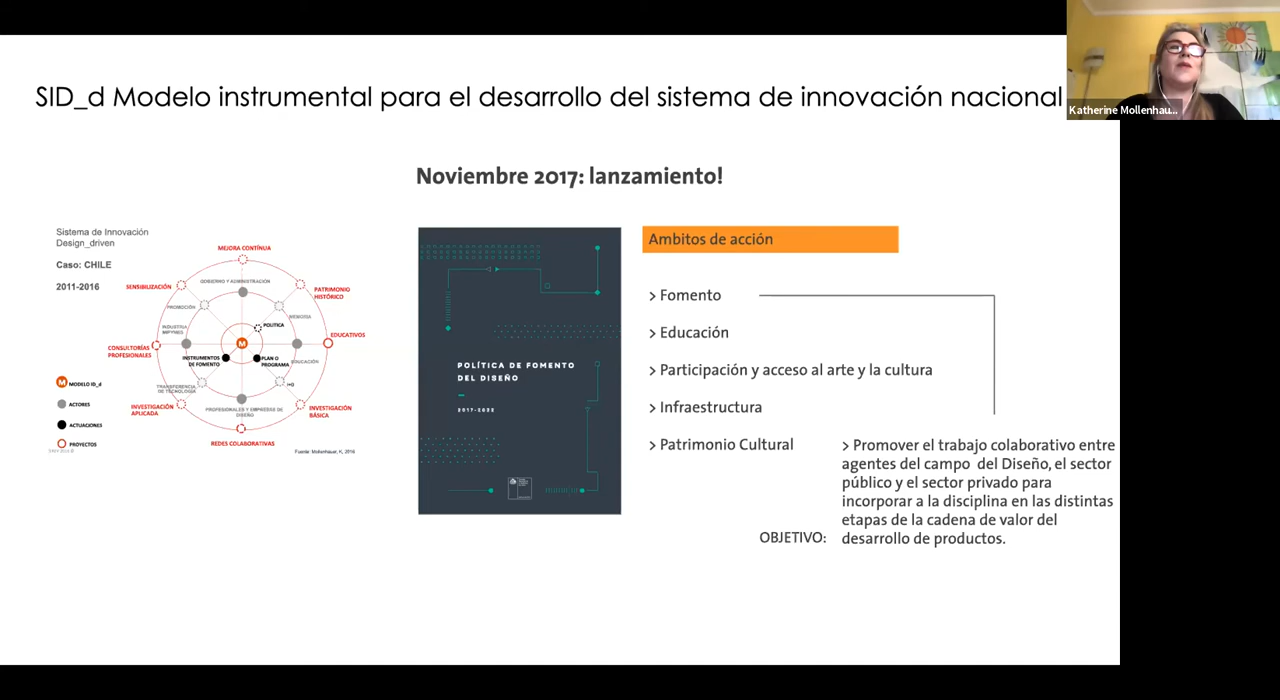 SID_d Modelo instrumental para el desarrollo del sistema de innovación nacional
Katherine Mollenhau...
Noviembre 2017: lanzamiento!
Sistema de Innovación
Design_driven
Caso: CHILE
2011-2016
MEJORA CONTÍNUA
SENSIBILIZACIÓN
GOBIERNO Y ADMINISTRACIÓN
PATRIMONIO
HISTÓRICO
PROMOCIÓN
MEMORIA
INDUSTRIA
MIPYMES
POLITICA
EDUCATIVOS
CONSULTORÍAS
PROFESIONALES
M
INSTRUMENTOS
DE FOMENTO
PLAN O
PROGRAMA
EDUCACIÓN
M MODELO ID_d
TRANSFERENCIA
DE TECNOLOGÍA
I+D
ACTORES
INVESTIGACIÓN
APLICADA
PROFESIONALES Y EMPRESAS DE
DISEÑO
INVESTIGACIÓN
BÁSICA
ACTUACIONES
PROYECTOS
REDES COLABORATIVAS
Fuente: Mollenhauer, K, 2016
POLÍTICA DE FOMENTO
DEL DISEÑO
2017-2022
Ambitos de acción
> Fomento
> Educación
> Participación y acceso al arte y la cultura
> Infraestructura
> Patrimonio Cultural
OBJETIVO:
> Promover el trabajo colaborativo entre
agentes del campo del Diseño, el sector
público y el sector privado para
incorporar a la disciplina en las distintas
etapas de la cadena de valor del
desarrollo de productos.